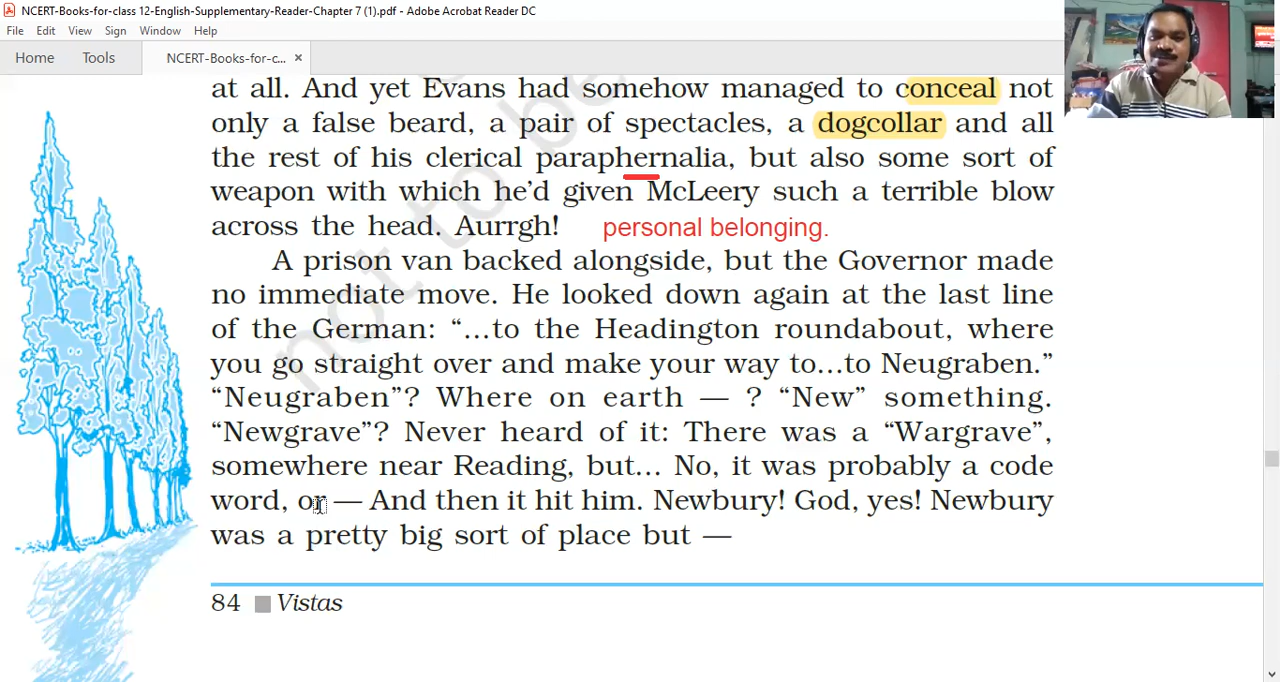 NCERT-Books-for-class 12-English-Supplementary-Reader-Chapter 7 (1).pdf - Adobe Acrobat Reader DC
File Edit View Sign Window Help
Home Tools NCERT-Books-for-c... ×
at all. And yet Evans had somehow managed to conceal not
only a false beard, a pair of spectacles, a dogcollar and all
the rest of his clerical paraphernalia, but also some sort of
weapon with which he’d given McLeery such a terrible blow
across the head. Aurrgh! personal belonging.
A prison van backed alongside, but the Governor made
no immediate move. He looked down again at the last line
of the German: “...to the Headington roundabout, where
you go straight over and make your way to...to Neugraben.”
“Neugraben”? Where on earth — ? “New” something.
“Newgrave”? Never heard of it: There was a “Wargrave”,
somewhere near Reading, but... No, it was probably a code
word, or — And then it hit him. Newbury! God, yes! Newbury
was a pretty big sort of place but —
84 Vistas
not to be